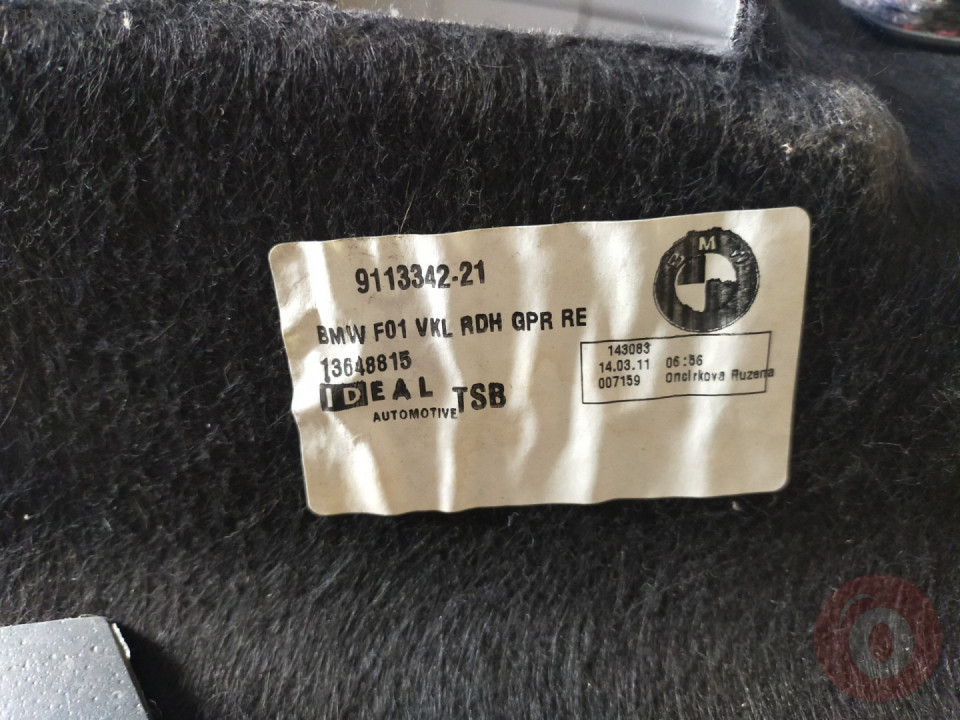 9113342-21
BMW
BMW F01 VKL RDH GPR RE
13648815
IDEAL TSB
AUTOMOTIVE
143083
14.03.11 06:56
007159 Oncirkova Ruzena